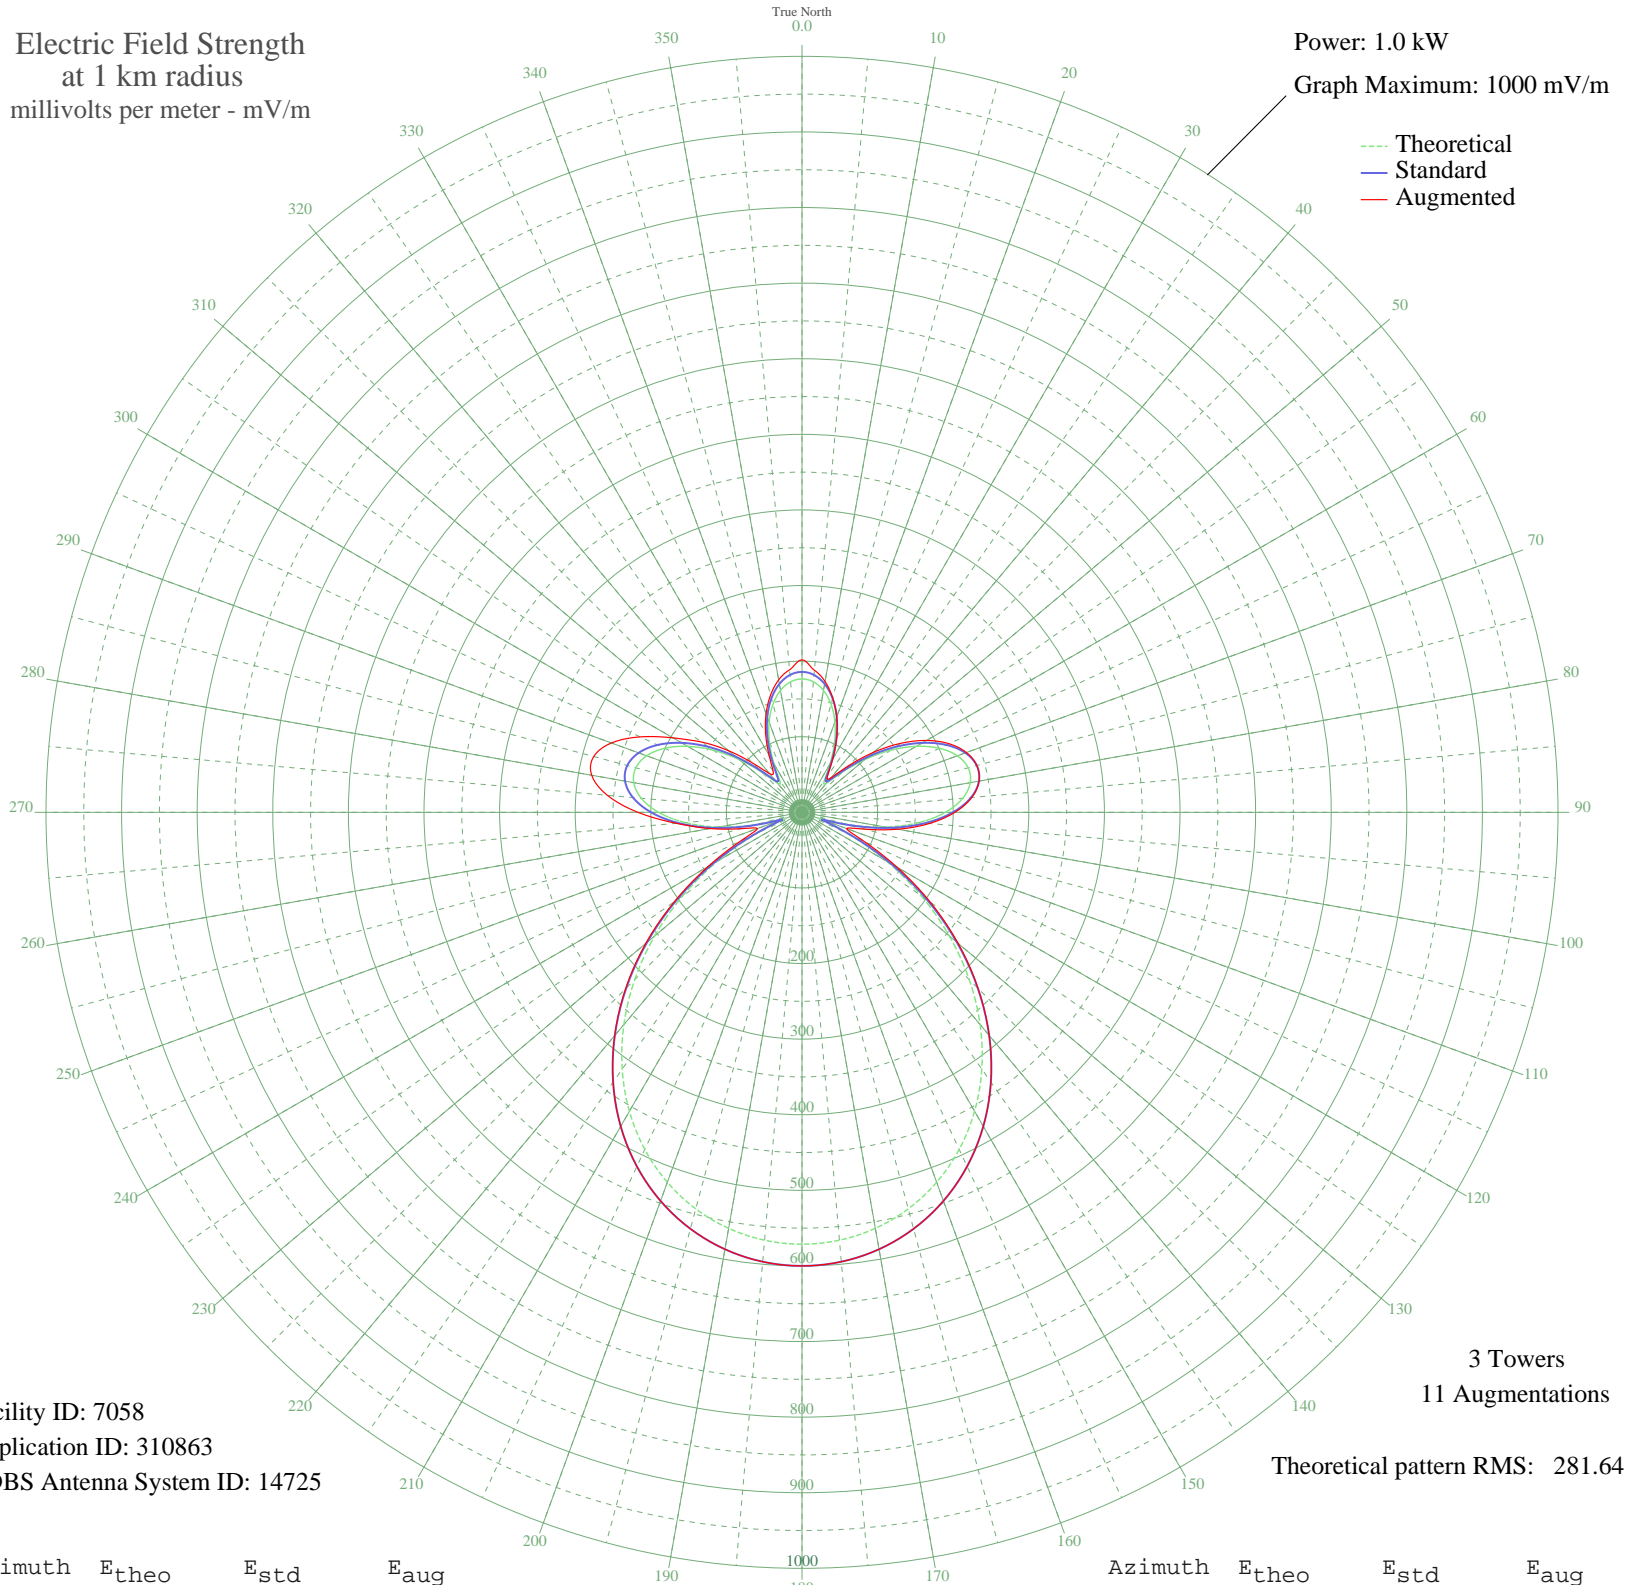 True North
Electric Field Strength
at 1 km radius
millivolts per meter - mV/m
Power: 1.0 kW
Graph Maximum: 1000 mV/m
Theoretical
Standard
Augmented
0.0
10
20
30
40
50
60
70
80
90
100
110
120
130
140
150
160
170
190
200
210
220
230
240
250
260
270
280
290
300
310
320
330
340
350
200
300
400
500
600
700
800
900
1000
3 Towers
11 Augmentations
Theoretical pattern RMS: 281.64
cility ID: 7058
plication ID: 310863
DBS Antenna System ID: 14725
imuth Etheo Estd Eaug
Azimuth Etheo Estd Eaug